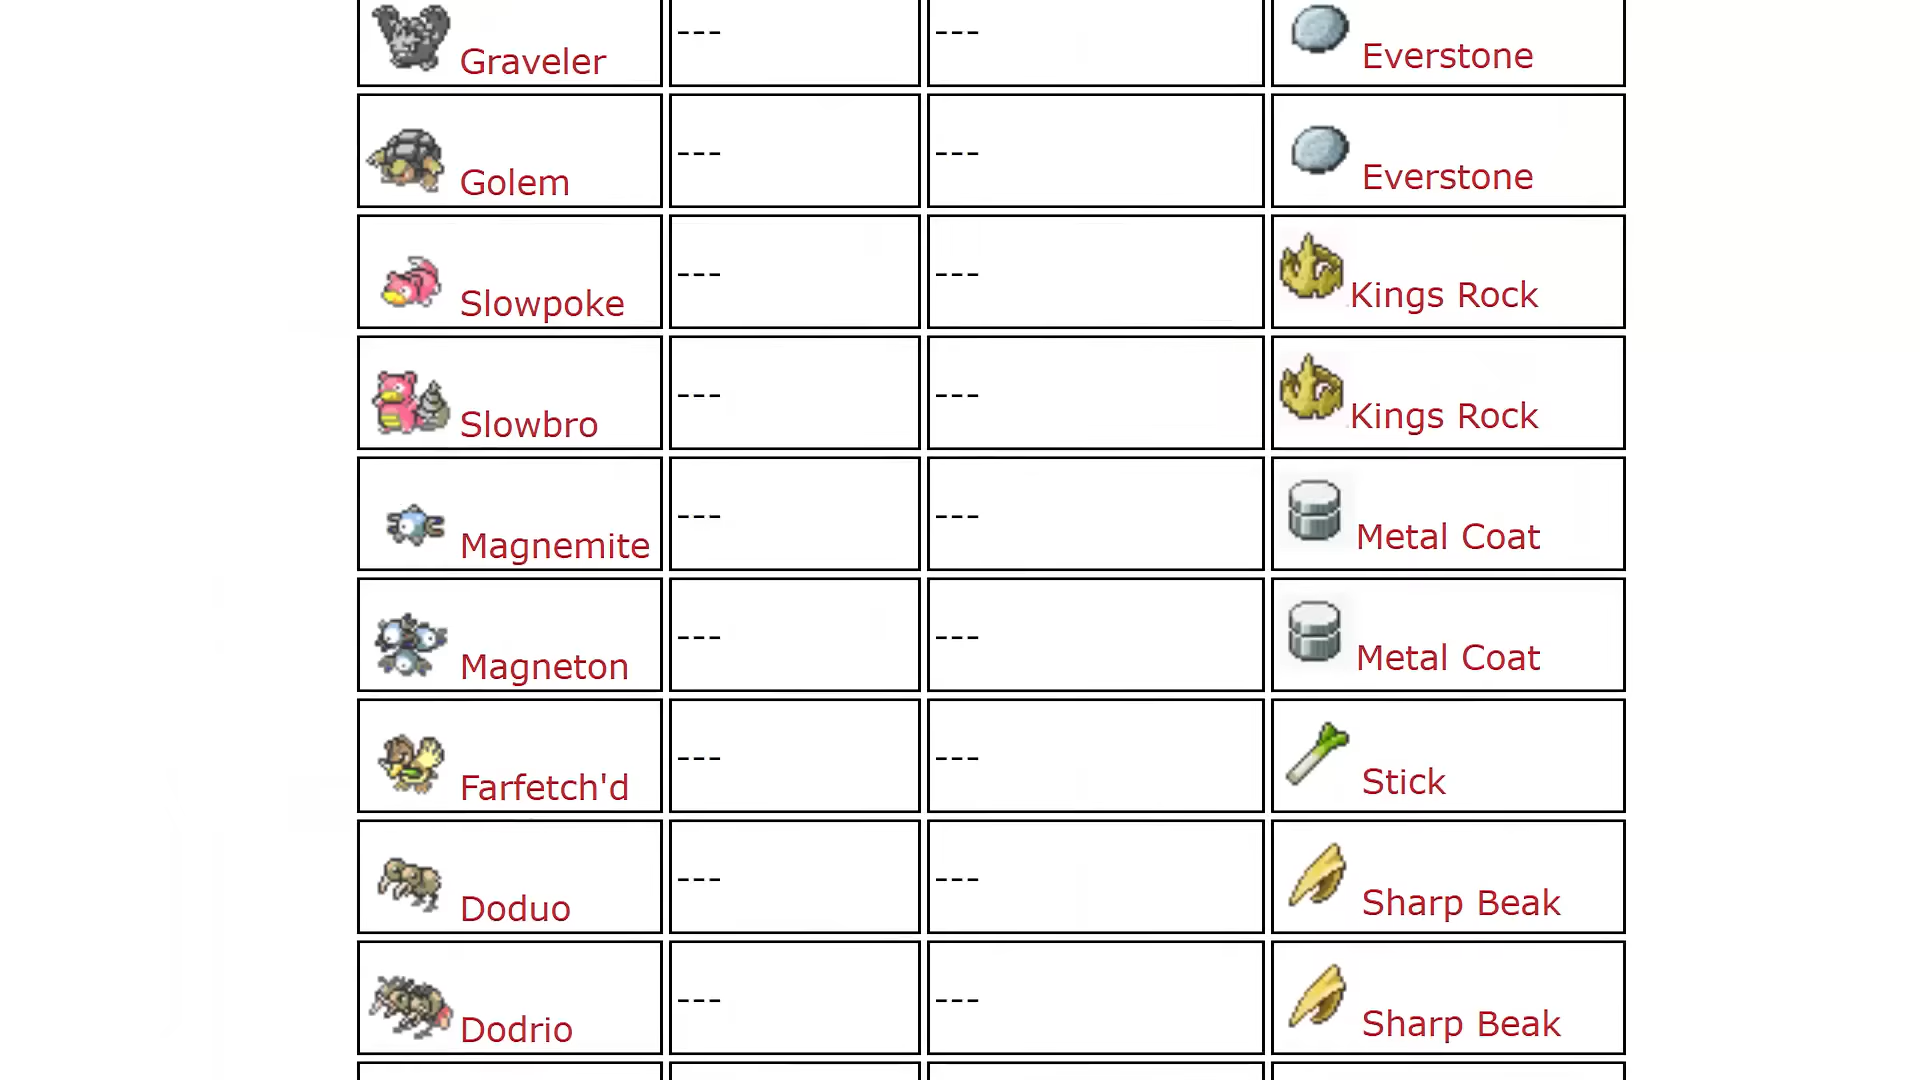 Graveler --- --- Everstone
Golem --- --- Everstone
Slowpoke --- --- Kings Rock
Slowbro --- --- Kings Rock
Magnemite --- --- Metal Coat
Magneton --- --- Metal Coat
Farfetch'd --- --- Stick
Doduo --- --- Sharp Beak
Dodrio --- --- Sharp Beak